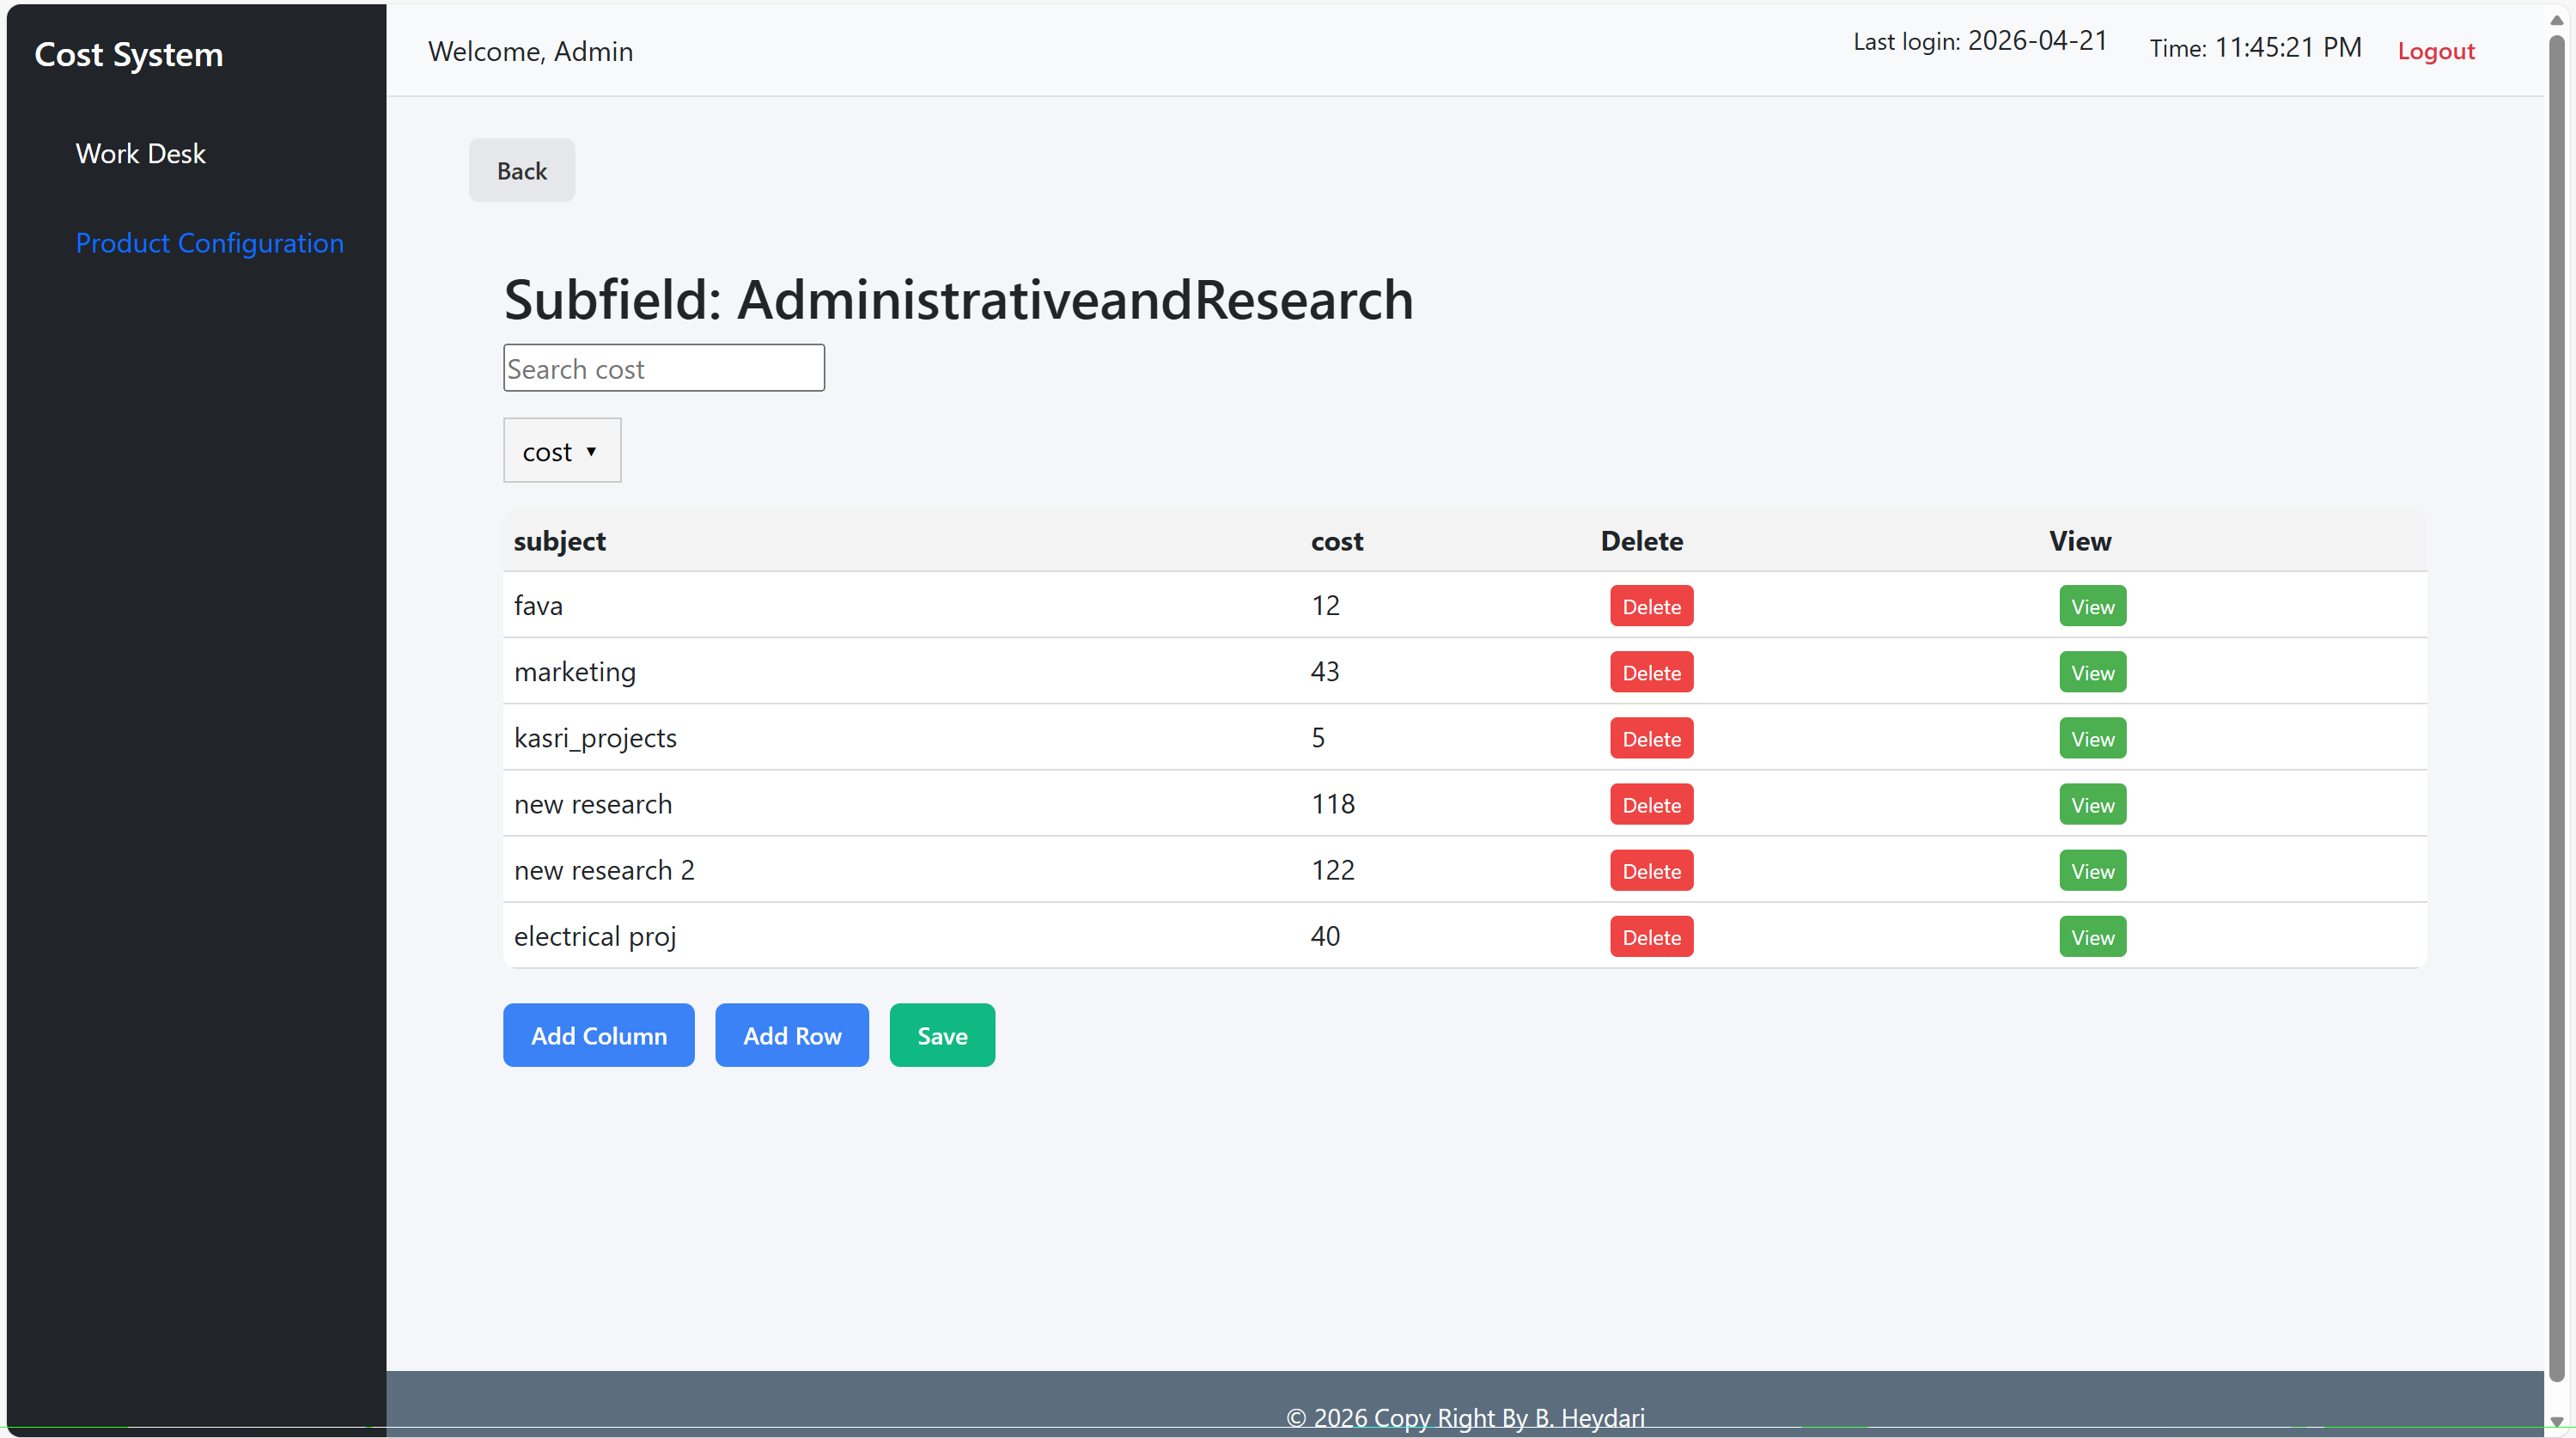 Cost System
Work Desk
Product Configuration
Welcome, Admin
Last login: 2026-04-21 Time: 11:45:21 PM Logout
Back
Subfield: AdministrativeandResearch
Search cost
cost ▼
subject cost Delete View
fava 12 Delete View
marketing 43 Delete View
kasri_projects 5 Delete View
new research 118 Delete View
new research 2 122 Delete View
electrical proj 40 Delete View
Add Column Add Row Save
© 2026 Copy Right By B. Heydari